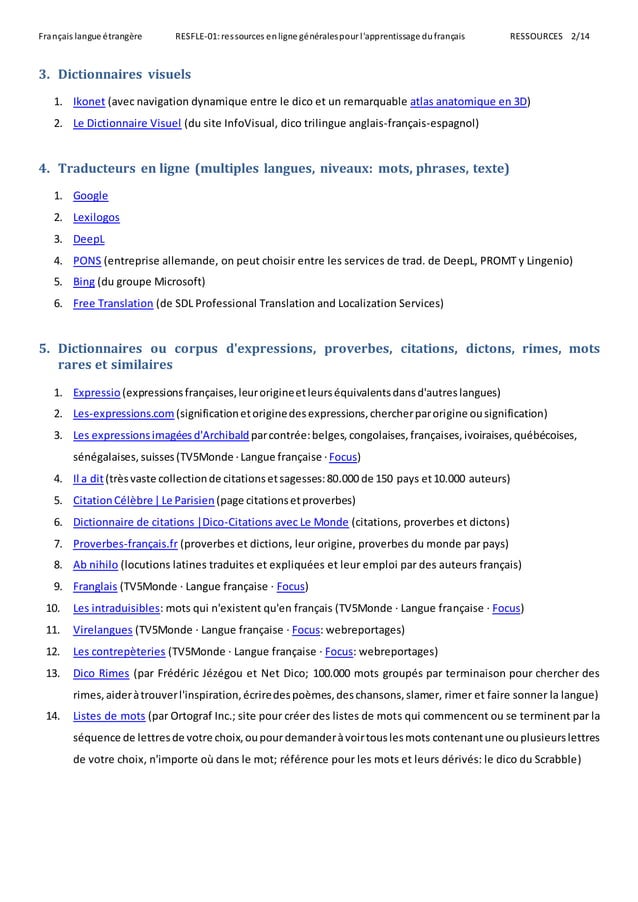 Français langue étrangère RESFLE-01: ressources en ligne générales pour l'apprentissage du français RESSOURCES 2/14
3. Dictionnaires visuels
1. Ikonet (avec navigation dynamique entre le dico et un remarquable atlas anatomique en 3D)
2. Le Dictionnaire Visuel (du site InfoVisual, dico trilingue anglais-français-espagnol)
4. Traducteurs en ligne (multiples langues, niveaux: mots, phrases, texte)
1. Google
2. Lexilogos
3. DeepL
4. PONS (entreprise allemande, on peut choisir entre les services de trad. de DeepL, PROMT y Lingenio)
5. Bing (du groupe Microsoft)
6. Free Translation (de SDL Professional Translation and Localization Services)
5. Dictionnaires ou corpus d'expressions, proverbes, citations, dictons, rimes, mots
rares et similaires
1. Expressio (expressions françaises, leur origine et leurs équivalents dans d'autres langues)
2. Les-expressions.com (signification et origine des expressions, chercher par origine ou signification)
3. Les expressions imagées d'Archibald par contrée: belges, congolaises, françaises, ivoiraises, québécoises,
sénégalaises, suisses (TV5Monde · Langue française · Focus)
4. Il a dit (très vaste collection de citations et sagesses: 80.000 de 150 pays et 10.000 auteurs)
5. Citation Célèbre | Le Parisien (page citations et proverbes)
6. Dictionnaire de citations |Dico-Citations avec Le Monde (citations, proverbes et dictons)
7. Proverbes-français.fr (proverbes et dictions, leur origine, proverbes du monde par pays)
8. Ab nihilo (locutions latines traduites et expliquées et leur emploi par des auteurs français)
9. Franglais (TV5Monde · Langue française · Focus)
10. Les intraduisibles: mots qui n'existent qu'en français (TV5Monde · Langue française · Focus)
11. Virelangues (TV5Monde · Langue française · Focus: webreportages)
12. Les contrepèteries (TV5Monde · Langue française · Focus: webreportages)
13. Dico Rimes (par Frédéric Jézégou et Net Dico; 100.000 mots groupés par terminaison pour chercher des
rimes, aider à trouver l'inspiration, écrire des poèmes, des chansons, slamer, rimer et faire sonner la langue)
14. Listes de mots (par Ortograf Inc.; site pour créer des listes de mots qui commencent ou se terminent par la
séquence de lettres de votre choix, ou pour demander à voir tous les mots contenant une ou plusieurs lettres
de votre choix, n'importe où dans le mot; référence pour les mots et leurs dérivés: le dico du Scrabble)